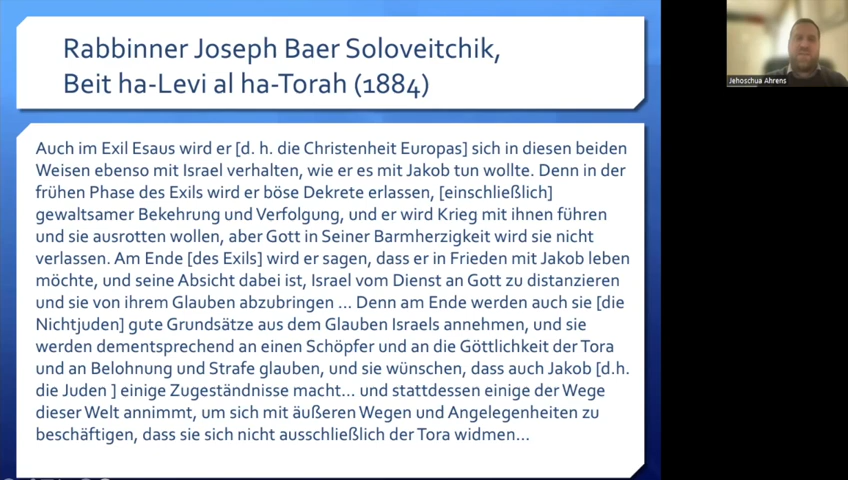 Rabbinner Joseph Baer Soloveitchik,
Beit ha-Levi al ha-Torah (1884)
Auch im Exil Esaus wird er [d. h. die Christenheit Europas] sich in diesen beiden
Weisen ebenso mit Israel verhalten, wie er es mit Jakob tun wollte. Denn in der
frühen Phase des Exils wird er böse Dekrete erlassen, [einschließlich]
gewaltsamer Bekehrung und Verfolgung, und er wird Krieg mit ihnen führen
und sie ausrotten wollen, aber Gott in Seiner Barmherzigkeit wird sie nicht
verlassen. Am Ende [des Exils] wird er sagen, dass er in Frieden mit Jakob leben
möchte, und seine Absicht dabei ist, Israel vom Dienst an Gott zu distanzieren
und sie von ihrem Glauben abzubringen ... Denn am Ende werden auch sie [die
Nichtjuden] gute Grundsätze aus dem Glauben Israels annehmen, und sie
werden dementsprechend an einen Schöpfer und an die Göttlichkeit der Tora
und an Belohnung und Strafe glauben, und sie wünschen, dass auch Jakob [d.h.
die Juden ] einige Zugeständnisse macht... und stattdessen einige der Wege
dieser Welt annimmt, um sich mit äußeren Wegen und Angelegenheiten zu
beschäftigen, dass sie sich nicht ausschließlich der Tora widmen...
Jehoschua Ahrens